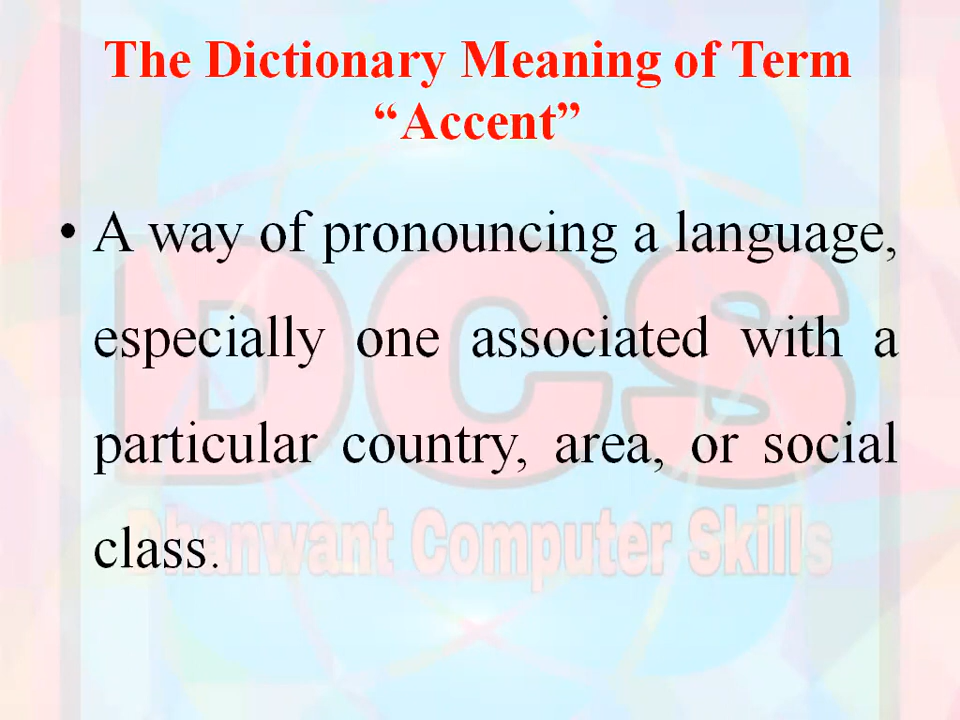 The Dictionary Meaning of Term
“Accent”
• A way of pronouncing a language,
especially one associated with a
particular country, area, or social
class.
DCS
Dhanwant Computer Skills